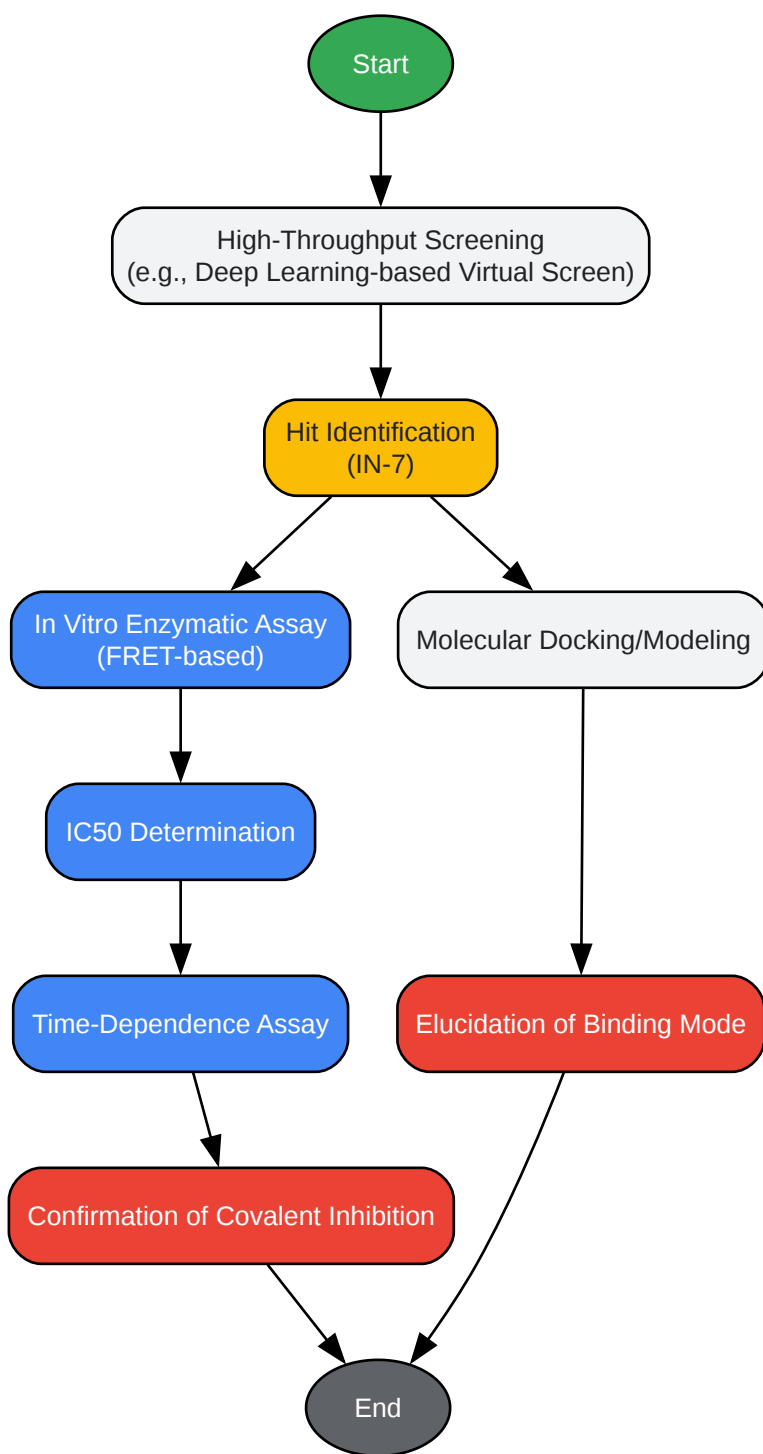 Start
High-Throughput Screening
(e.g., Deep Learning-based Virtual Screen)
Hit Identification
(IN-7)
In Vitro Enzymatic Assay
(FRET-based)
Molecular Docking/Modeling
IC50 Determination
Time-Dependence Assay
Elucidation of Binding Mode
Confirmation of Covalent Inhibition
End